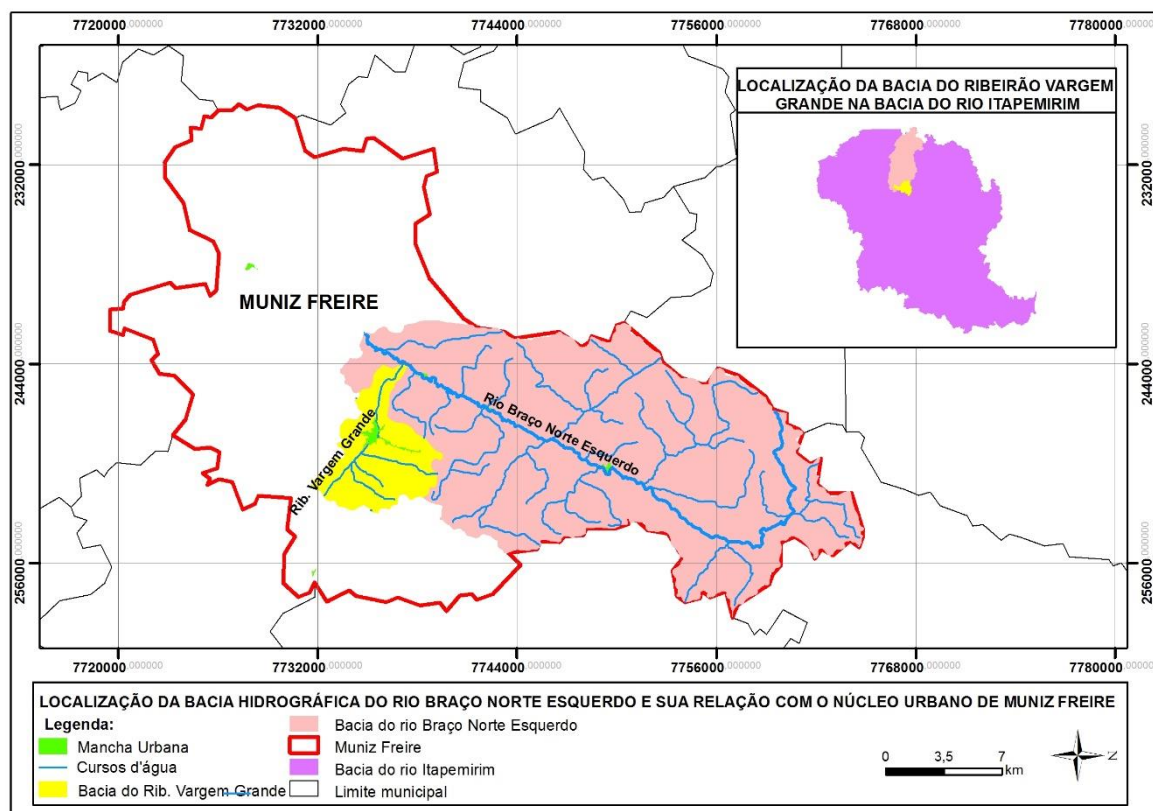 7720000,000000 7732000,000000 7744000,000000 7756000,000000 7768000,000000 7780000,000000
LOCALIZAÇÃO DA BACIA DO RIBEIRÃO VARGEM
GRANDE NA BACIA DO RIO ITAPEMIRIM
232000,000000
232000,000000
MUNIZ FREIRE
244000,000000
244000,000000
Rio Braço Norte Esquerdo
Rib. Vargem Grande
256000,000000
256000,000000
7720000,000000 7732000,000000 7744000,000000 7756000,000000 7768000,000000 7780000,000000
LOCALIZAÇÃO DA BACIA HIDROGRÁFICA DO RIO BRAÇO NORTE ESQUERDO E SUA RELAÇÃO COM O NÚCLEO URBANO DE MUNIZ FREIRE
Legenda:
Mancha Urbana
Cursos d'água
Bacia do Rib. Vargem Grande
Bacia do rio Braço Norte Esquerdo
Muniz Freire
Bacia do rio Itapemirim
Limite municipal
0 3,5 7
km
N